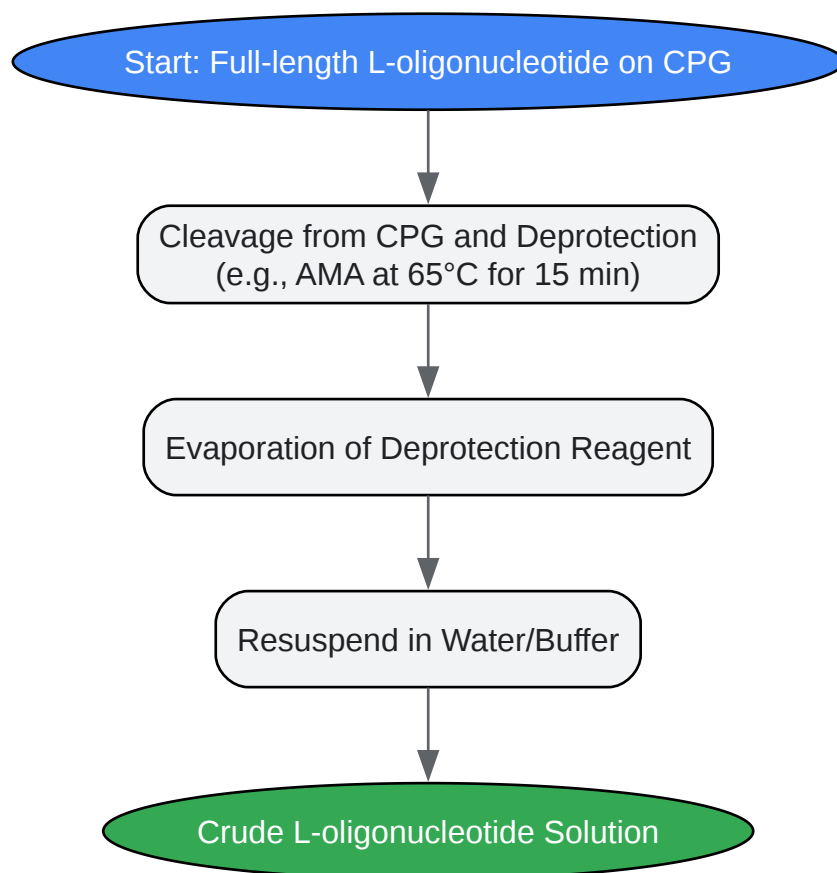 Start: Full-length L-oligonucleotide on CPG
Cleavage from CPG and Deprotection
(e.g., AMA at 65°C for 15 min)
Evaporation of Deprotection Reagent
Resuspend in Water/Buffer
Crude L-oligonucleotide Solution